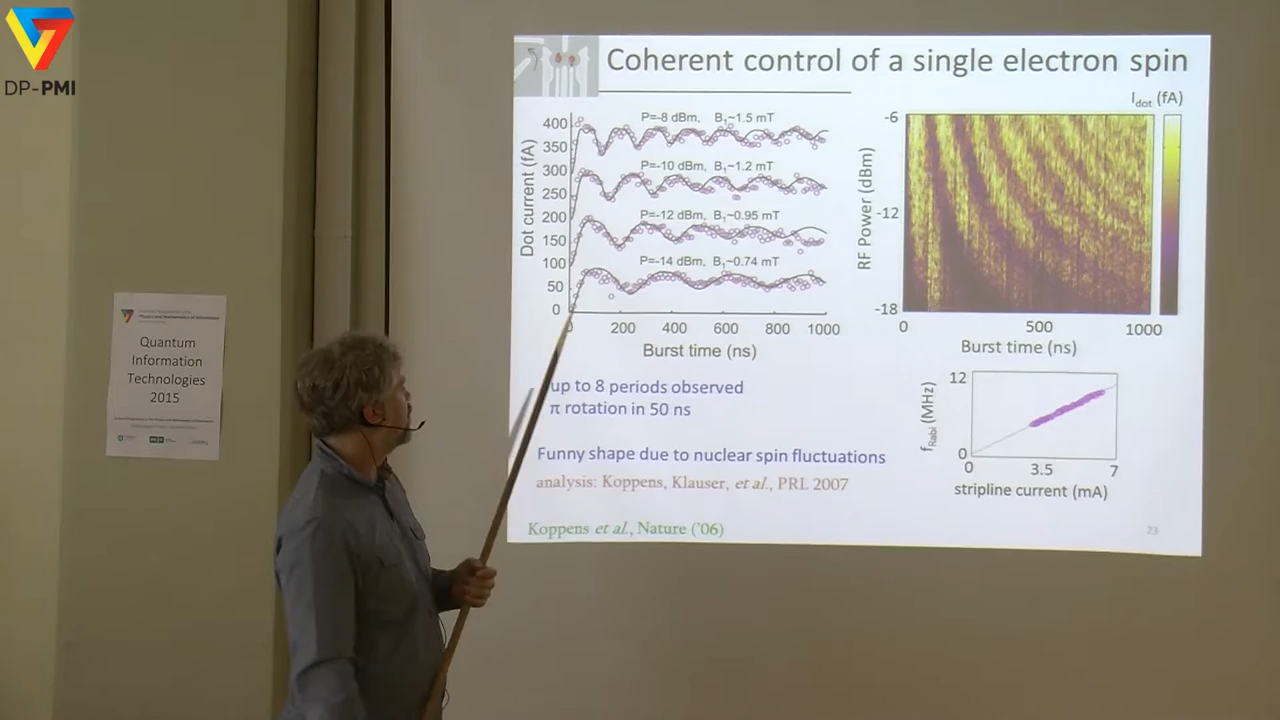 DP-PMI
Quantum
Information
Technologies
2015
Coherent control of a single electron spin
I_dot (fA)
Dot current (fA)
400
350
300
250
200
150
100
50
0
P=-8 dBm, B₁~1.5 mT
P=-10 dBm, B₁~1.2 mT
P=-12 dBm, B₁~0.95 mT
P=-14 dBm, B₁~0.74 mT
0 200 400 600 800 1000
Burst time (ns)
RF Power (dBm)
-6
-12
-18
0 500 1000
Burst time (ns)
up to 8 periods observed
π rotation in 50 ns
Funny shape due to nuclear spin fluctuations
analysis: Koppens, Klauser, et al., PRL 2007
Koppens et al., Nature ('06)
f_Rabi (MHz)
12
0
0 3.5 7
stripline current (mA)
23